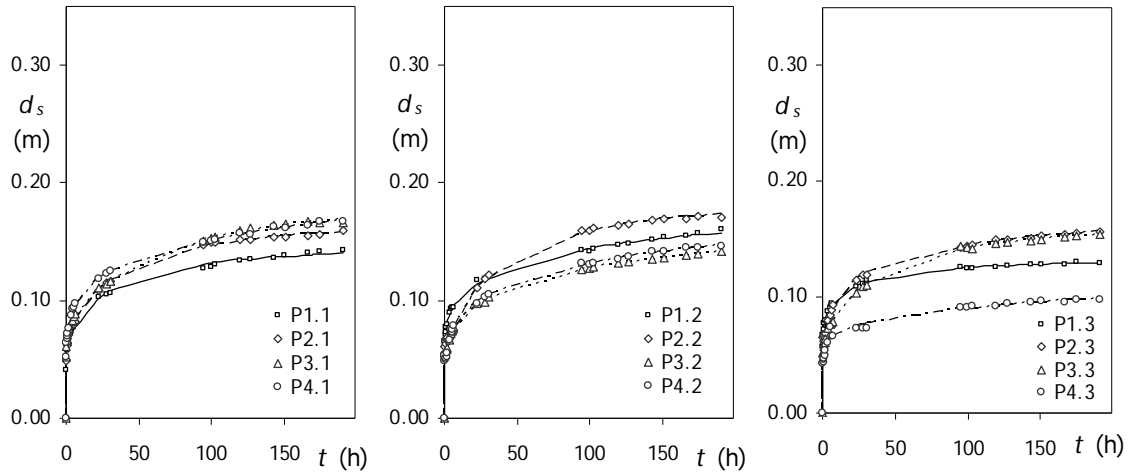 0.30
d s
(m)
0.20
0.10
0.00
P1.1
P2.1
P3.1
P4.1
0 50 100 150 t (h)
0.30
d s
(m)
0.20
0.10
0.00
P1.2
P2.2
P3.2
P4.2
0 50 100 150 t (h)
0.30
d s
(m)
0.20
0.10
0.00
P1.3
P2.3
P3.3
P4.3
0 50 100 150 t (h)